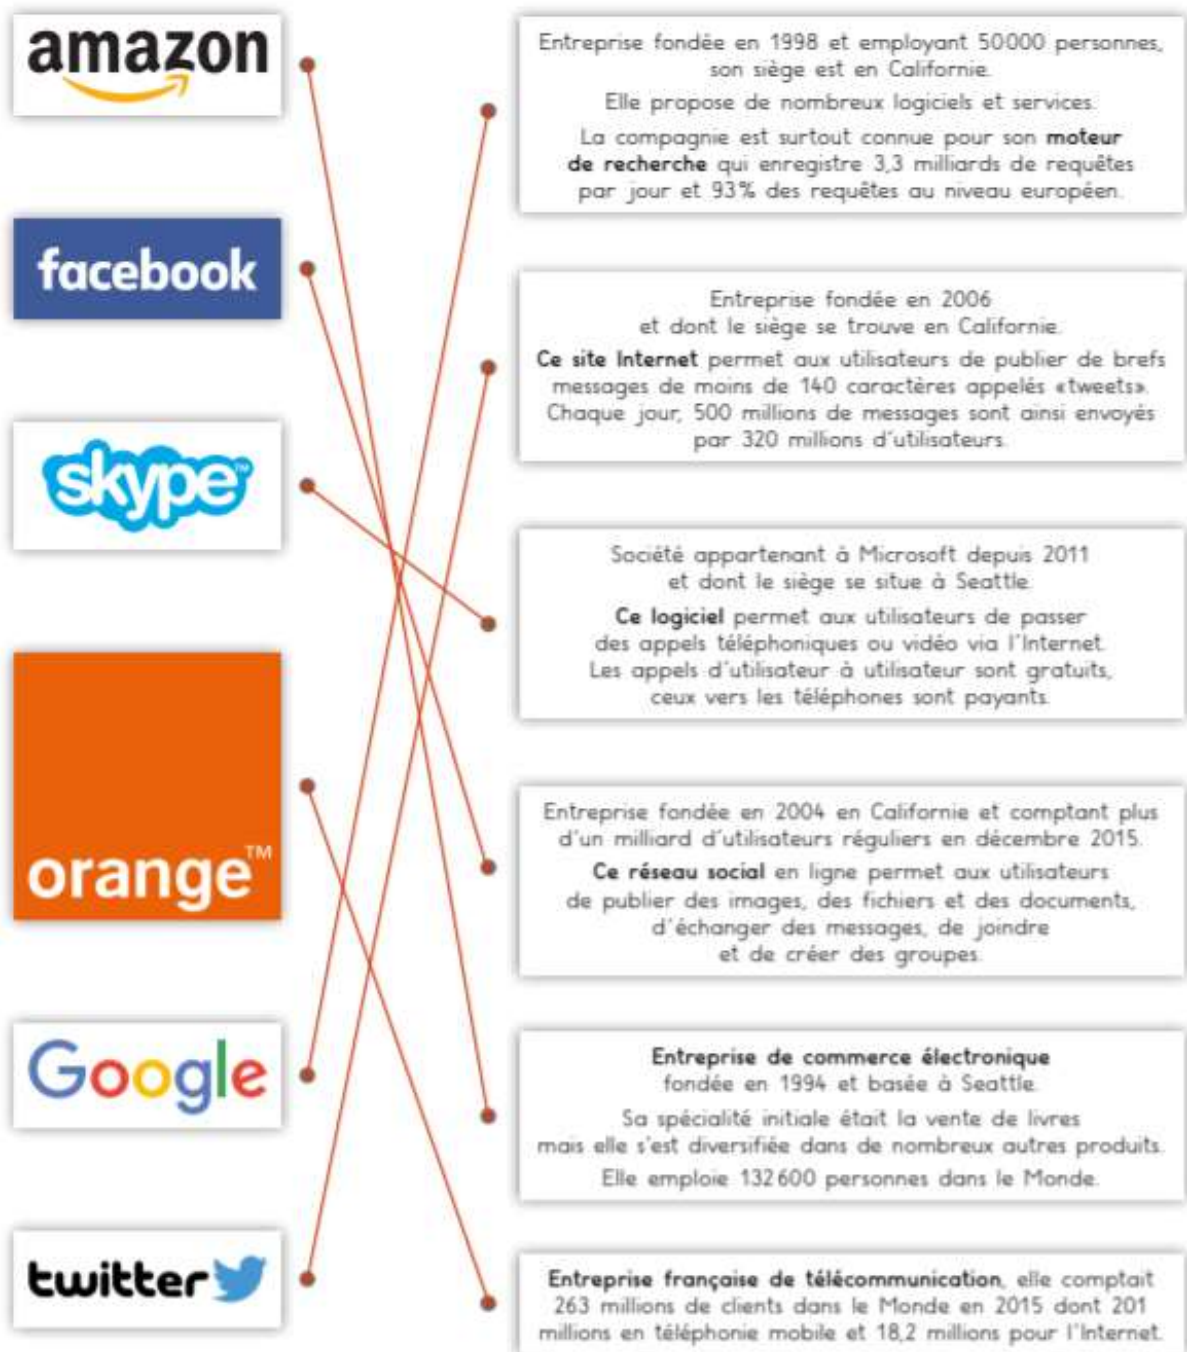 amazon
Entreprise fondée en 1998 et employant 50000 personnes,
son siège est en Californie.
Elle propose de nombreux logiciels et services.
La compagnie est surtout connue pour son moteur
de recherche qui enregistre 3,3 milliards de requêtes
par jour et 93% des requêtes au niveau européen.
facebook
Entreprise fondée en 2006
et dont le siège se trouve en Californie.
Ce site Internet permet aux utilisateurs de publier de brefs
messages de moins de 140 caractères appelés «tweets».
Chaque jour, 500 millions de messages sont ainsi envoyés
par 320 millions d'utilisateurs.
skype™
Société appartenant à Microsoft depuis 2011
et dont le siège se situe à Seattle.
Ce logiciel permet aux utilisateurs de passer
des appels téléphoniques ou vidéo via l'Internet.
Les appels d'utilisateur à utilisateur sont gratuits,
ceux vers les téléphones sont payants.
orange™
Entreprise fondée en 2004 en Californie et comptant plus
d'un milliard d'utilisateurs réguliers en décembre 2015.
Ce réseau social en ligne permet aux utilisateurs
de publier des images, des fichiers et des documents,
d'échanger des messages, de joindre
et de créer des groupes.
Google
Entreprise de commerce électronique
fondée en 1994 et basée à Seattle.
Sa spécialité initiale était la vente de livres
mais elle s'est diversifiée dans de nombreux autres produits.
Elle emploie 132600 personnes dans le Monde.
twitter
Entreprise française de télécommunication, elle comptait
263 millions de clients dans le Monde en 2015 dont 201
millions en téléphonie mobile et 18,2 millions pour l'Internet.